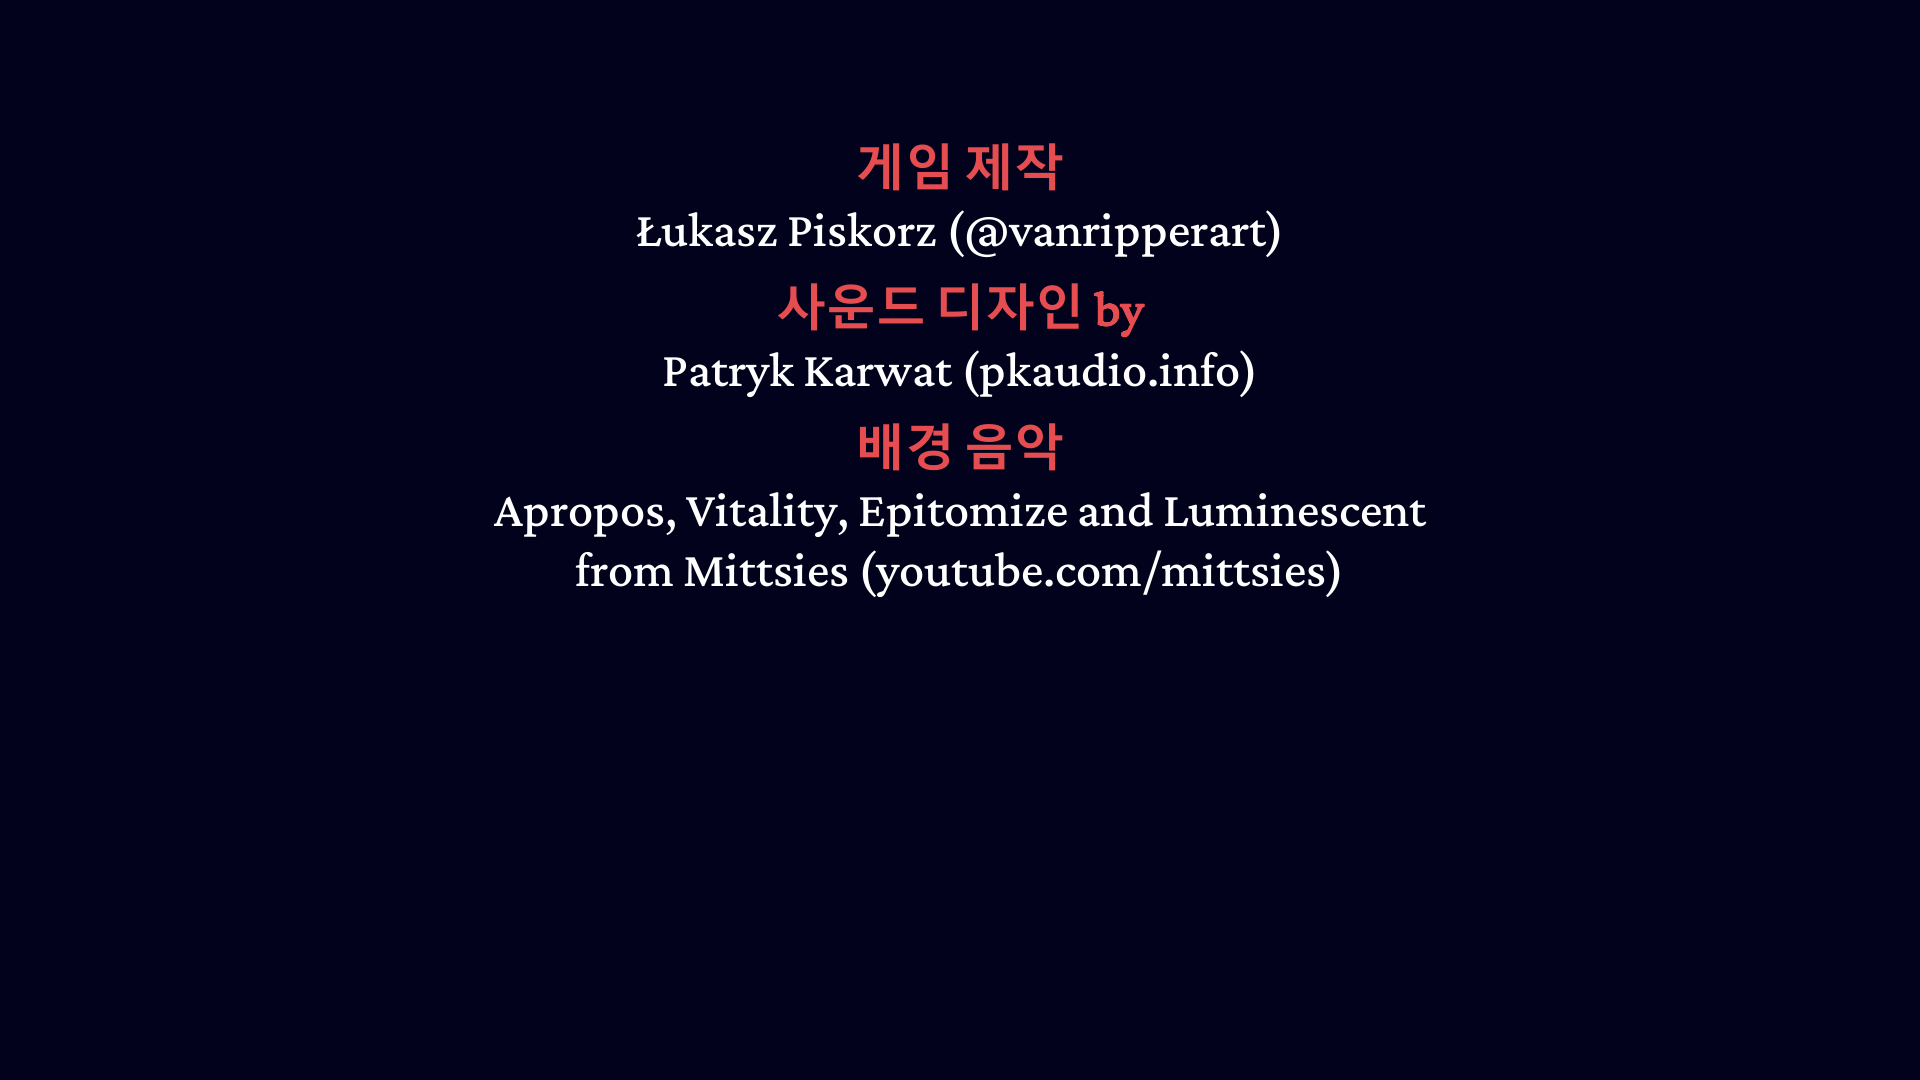 게임 제작
Łukasz Piskorz (@vanripperart)
사운드 디자인 by
Patryk Karwat (pkaudio.info)
배경 음악
Apropos, Vitality, Epitomize and Luminescent
from Mittsies (youtube.com/mittsies)